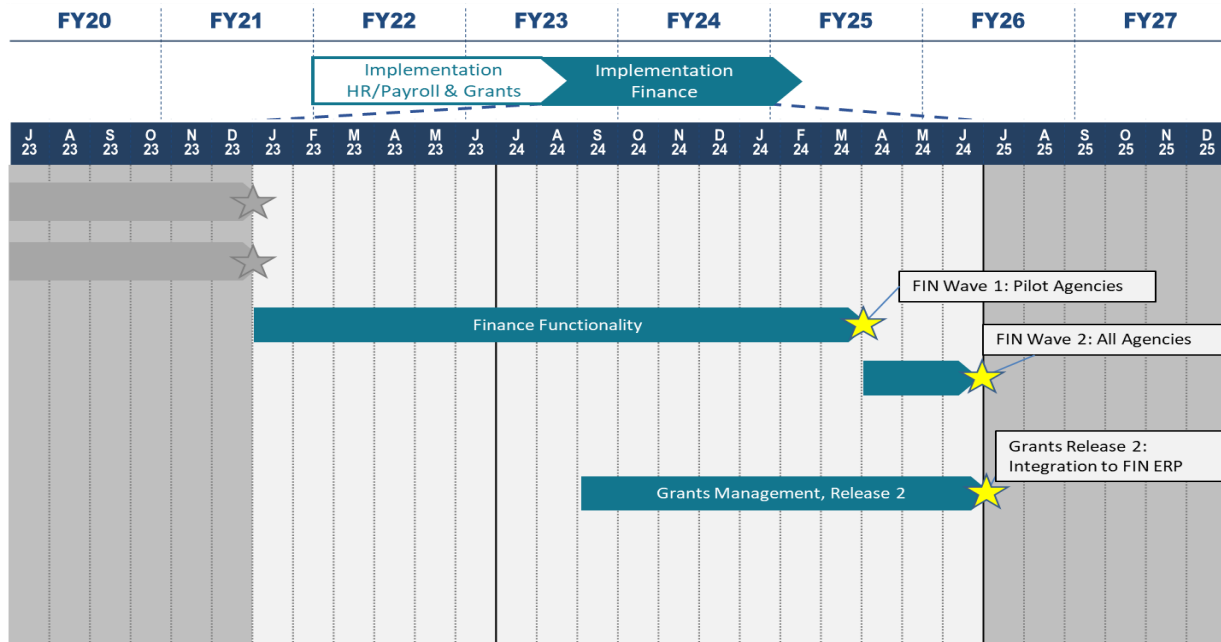 FY20 FY21 FY22 FY23 FY24 FY25 FY26 FY27
Implementation
HR/Payroll & Grants
Implementation
Finance
J A S O N D J F M A M J J A S O N D J F M A M J J A S O N D
23 23 23 23 23 23 23 23 23 23 23 23 24 24 24 24 24 24 24 24 24 24 24 24 25 25 25 25 25 25
FIN Wave 1: Pilot Agencies
Finance Functionality
FIN Wave 2: All Agencies
Grants Release 2:
Integration to FIN ERP
Grants Management, Release 2